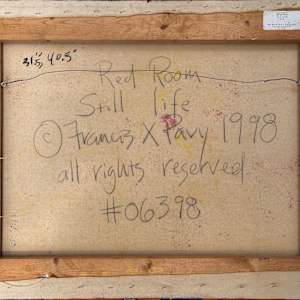 31.5", 40.5"
Red Room
Still life
© Francis X Pavy 1998
all rights reserved
#06398